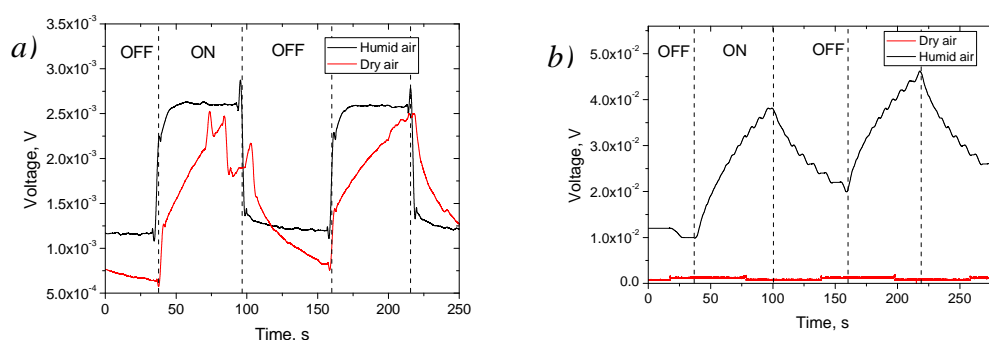 a)
3.5x10⁻³
3.0x10⁻³
2.5x10⁻³
2.0x10⁻³
1.5x10⁻³
1.0x10⁻³
5.0x10⁻⁴
Voltage, V
OFF ON OFF
Humid air
Dry air
0 50 100 150 200 250
Time, s
b)
5.0x10⁻²
4.0x10⁻²
3.0x10⁻²
2.0x10⁻²
1.0x10⁻²
0.0
Voltage, V
OFF ON OFF
Dry air
Humid air
0 50 100 150 200 250
Time, s